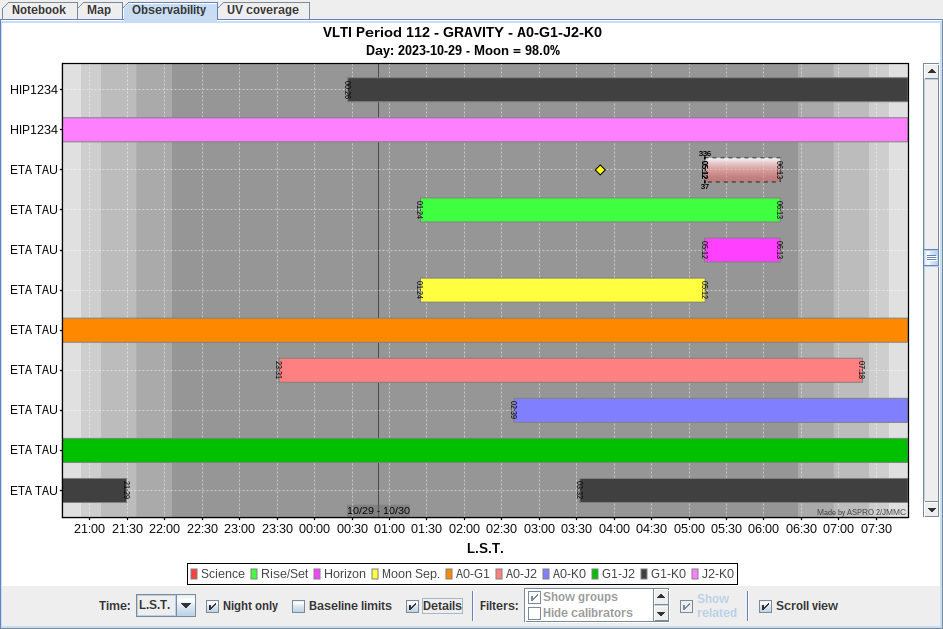 Notebook Map Observability UV coverage
VLTI Period 112 - GRAVITY - A0-G1-J2-K0
Day: 2023-10-29 - Moon = 98.0%
HIP1234 00:26
HIP1234
ETA TAU 336 05:12 37 06:13
ETA TAU 01:24 06:13
ETA TAU 05:12 06:13
ETA TAU 01:24 05:12
ETA TAU
ETA TAU 23:31 07:18
ETA TAU 02:39
ETA TAU
ETA TAU 21:29 03:32
10/29 - 10/30 Made by ASPRO 2/JMMC
21:00 21:30 22:00 22:30 23:00 23:30 00:00 00:30 01:00 01:30 02:00 02:30 03:00 03:30 04:00 04:30 05:00 05:30 06:00 06:30 07:00 07:30
L.S.T.
Science Rise/Set Horizon Moon Sep. A0-G1 A0-J2 A0-K0 G1-J2 G1-K0 J2-K0
Time: L.S.T. Night only Baseline limits Details Filters: Show groups Show related Scroll view
Hide calibrators